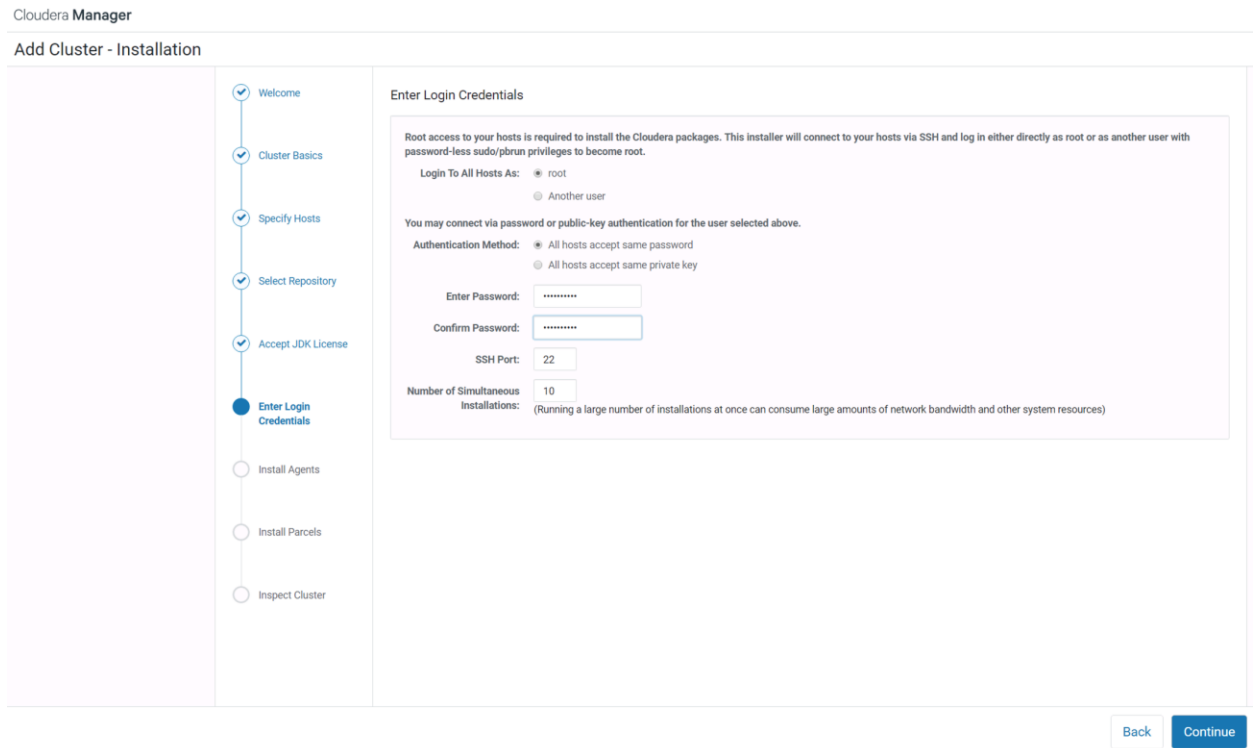 Cloudera Manager
Add Cluster - Installation
Welcome
Cluster Basics
Specify Hosts
Select Repository
Accept JDK License
Enter Login
Credentials
Install Agents
Install Parcels
Inspect Cluster
Enter Login Credentials
Root access to your hosts is required to install the Cloudera packages. This installer will connect to your hosts via SSH and log in either directly as root or as another user with
password-less sudo/pbrun privileges to become root.
Login To All Hosts As: root
Another user
You may connect via password or public-key authentication for the user selected above.
Authentication Method: All hosts accept same password
All hosts accept same private key
Enter Password: ••••••••••
Confirm Password: ••••••••••
SSH Port: 22
Number of Simultaneous 10
Installations: (Running a large number of installations at once can consume large amounts of network bandwidth and other system resources)
Back Continue